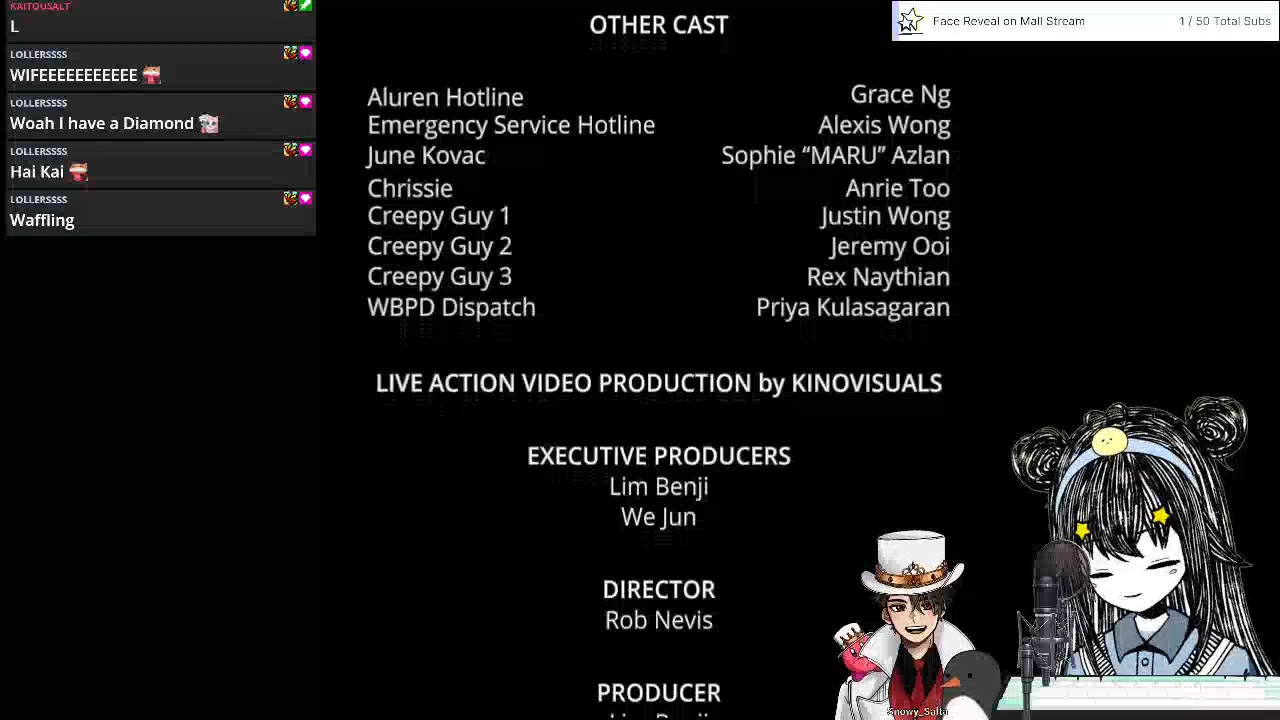 KAITOUSALT
L
LOLLERSSSS
WIFEEEEEEEEEEE
LOLLERSSSS
Woah I have a Diamond
LOLLERSSSS
Hai Kai
LOLLERSSSS
Waffling
Face Reveal on Mall Stream 1 / 50 Total Subs
OTHER CAST
Aluren Hotline Grace Ng
Emergency Service Hotline Alexis Wong
June Kovac Sophie “MARU” Azlan
Chrissie Anrie Too
Creepy Guy 1 Justin Wong
Creepy Guy 2 Jeremy Ooi
Creepy Guy 3 Rex Naythian
WBPD Dispatch Priya Kulasagaran
LIVE ACTION VIDEO PRODUCTION by KINOVISUALS
EXECUTIVE PRODUCERS
Lim Benji
We Jun
DIRECTOR
Rob Nevis
PRODUCER
Lim Benji
Snowy_Salta